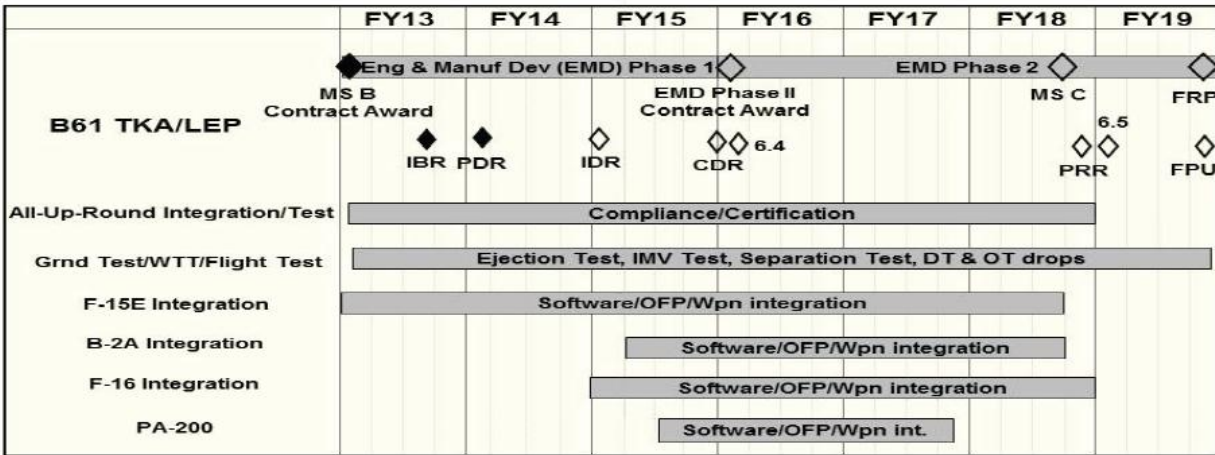 FY13 FY14 FY15 FY16 FY17 FY18 FY19
B61 TKA/LEP
Eng & Manuf Dev (EMD) Phase 1
EMD Phase 2
MS B
Contract Award
EMD Phase II
Contract Award
MS C
FRP
IBR
PDR
IDR
CDR
6.4
PRR
6.5
FPU
All-Up-Round Integration/Test
Compliance/Certification
Grnd Test/WTT/Flight Test
Ejection Test, IMV Test, Separation Test, DT & OT drops
F-15E Integration
Software/OFP/Wpn integration
B-2A Integration
Software/OFP/Wpn integration
F-16 Integration
Software/OFP/Wpn integration
PA-200
Software/OFP/Wpn int.